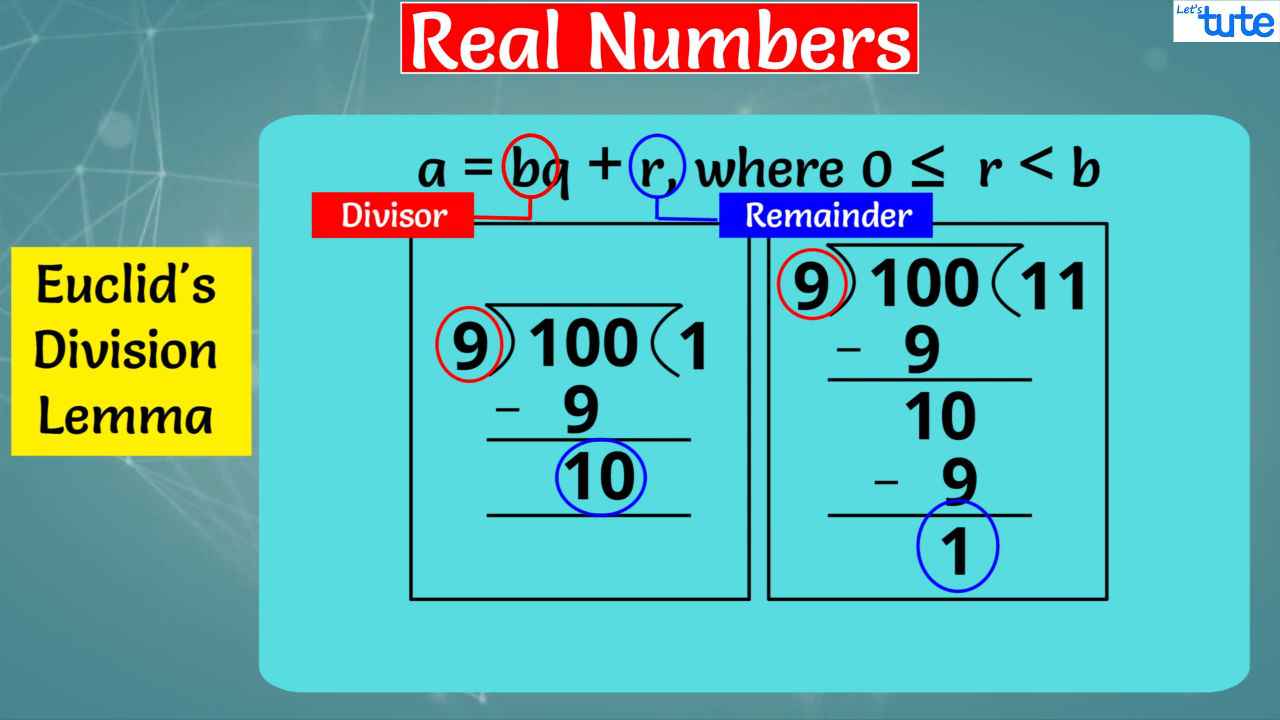 Real Numbers
Let's
tute
a = bq + r, where 0 ≤ r < b
Divisor
Remainder
Euclid's
Division
Lemma
9) 100 (1
– 9
10
9) 100 (11
– 9
10
– 9
1